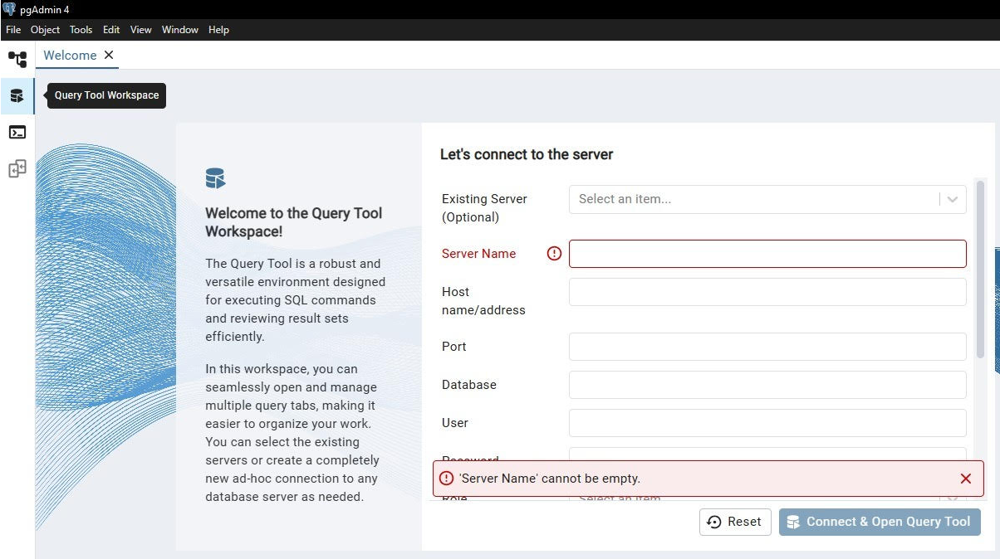 pgAdmin 4
File Object Tools Edit View Window Help
Welcome
Query Tool Workspace
Welcome to the Query Tool
Workspace!
The Query Tool is a robust and
versatile environment designed
for executing SQL commands
and reviewing result sets
efficiently.
In this workspace, you can
seamlessly open and manage
multiple query tabs, making it
easier to organize your work.
You can select the existing
servers or create a completely
new ad-hoc connection to any
database server as needed.
Let's connect to the server
Existing Server
(Optional)
Select an item...
Server Name
Host
name/address
Port
Database
User
Password
'Server Name' cannot be empty.
Role
Select an item
Reset
Connect & Open Query Tool